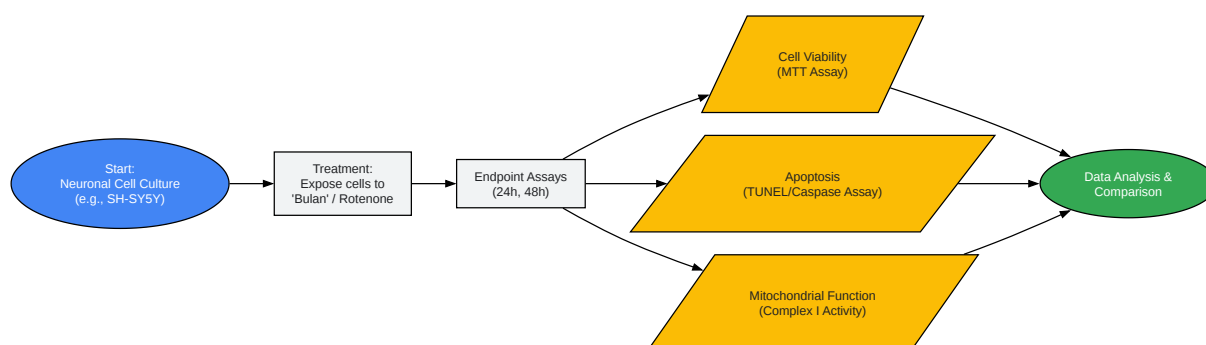 Start:
Neuronal Cell Culture
(e.g., SH-SY5Y)
Treatment:
Expose cells to
'Bulan' / Rotenone
Endpoint Assays
(24h, 48h)
Cell Viability
(MTT Assay)
Apoptosis
(TUNEL/Caspase Assay)
Mitochondrial Function
(Complex I Activity)
Data Analysis &
Comparison